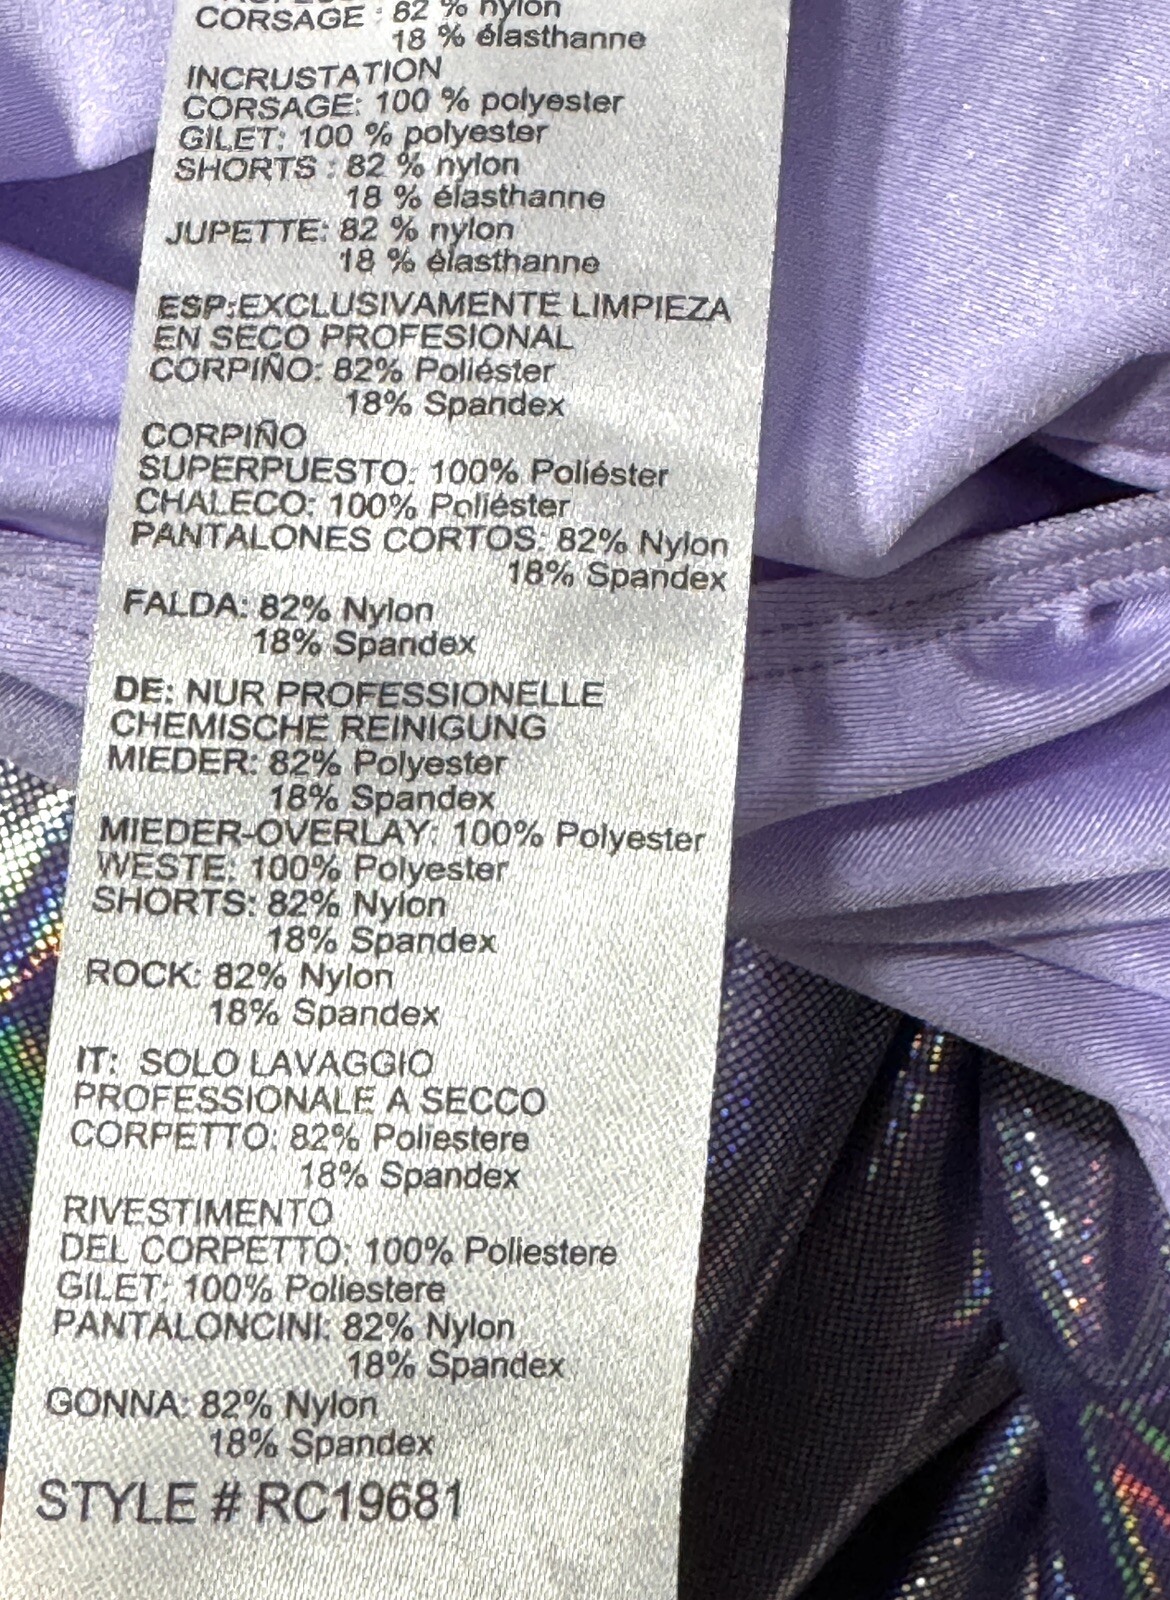 CORSAGE : 82 % nylon
18 % élasthanne
INCRUSTATION
CORSAGE: 100 % polyester
GILET: 100 % polyester
SHORTS : 82 % nylon
18 % élasthanne
JUPETTE: 82 % nylon
18 % élasthanne
ESP:EXCLUSIVAMENTE LIMPIEZA
EN SECO PROFESIONAL
CORPIÑO: 82% Poliéster
18% Spandex
CORPIÑO
SUPERPUESTO: 100% Poliéster
CHALECO: 100% Poliéster
PANTALONES CORTOS: 82% Nylon
18% Spandex
FALDA: 82% Nylon
18% Spandex
DE: NUR PROFESSIONELLE
CHEMISCHE REINIGUNG
MIEDER: 82% Polyester
18% Spandex
MIEDER-OVERLAY: 100% Polyester
WESTE: 100% Polyester
SHORTS: 82% Nylon
18% Spandex
ROCK: 82% Nylon
18% Spandex
IT: SOLO LAVAGGIO
PROFESSIONALE A SECCO
CORPETTO: 82% Poliestere
18% Spandex
RIVESTIMENTO
DEL CORPETTO: 100% Poliestere
GILET: 100% Poliestere
PANTALONCINI: 82% Nylon
18% Spandex
GONNA: 82% Nylon
18% Spandex
STYLE # RC19681